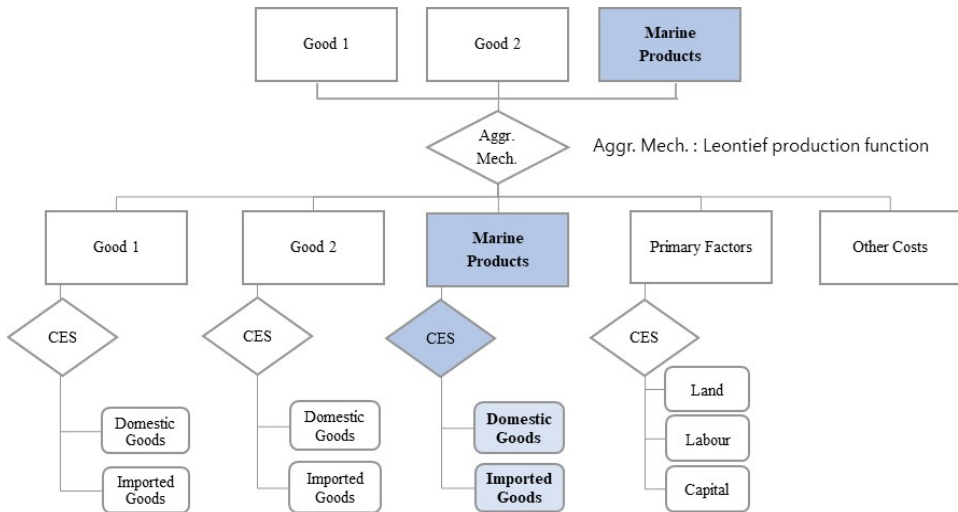 Good 1
Good 2
Marine
Products
Aggr.
Mech.
Aggr. Mech. : Leontief production function
Good 1
Good 2
Marine
Products
Primary Factors
Other Costs
CES
CES
CES
CES
Domestic
Goods
Imported
Goods
Domestic
Goods
Imported
Goods
Domestic
Goods
Imported
Goods
Land
Labour
Capital